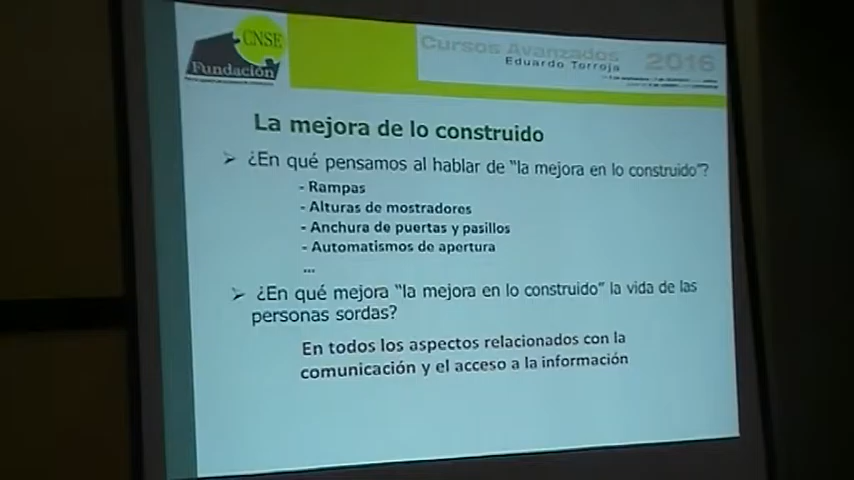 CNSE
Fundación
Cursos Avanzados 2016
Eduardo Torroja
La mejora de lo construido
➢ ¿En qué pensamos al hablar de "la mejora en lo construido"?
- Rampas
- Alturas de mostradores
- Anchura de puertas y pasillos
- Automatismos de apertura
...
➢ ¿En qué mejora "la mejora en lo construido" la vida de las
personas sordas?
En todos los aspectos relacionados con la
comunicación y el acceso a la información